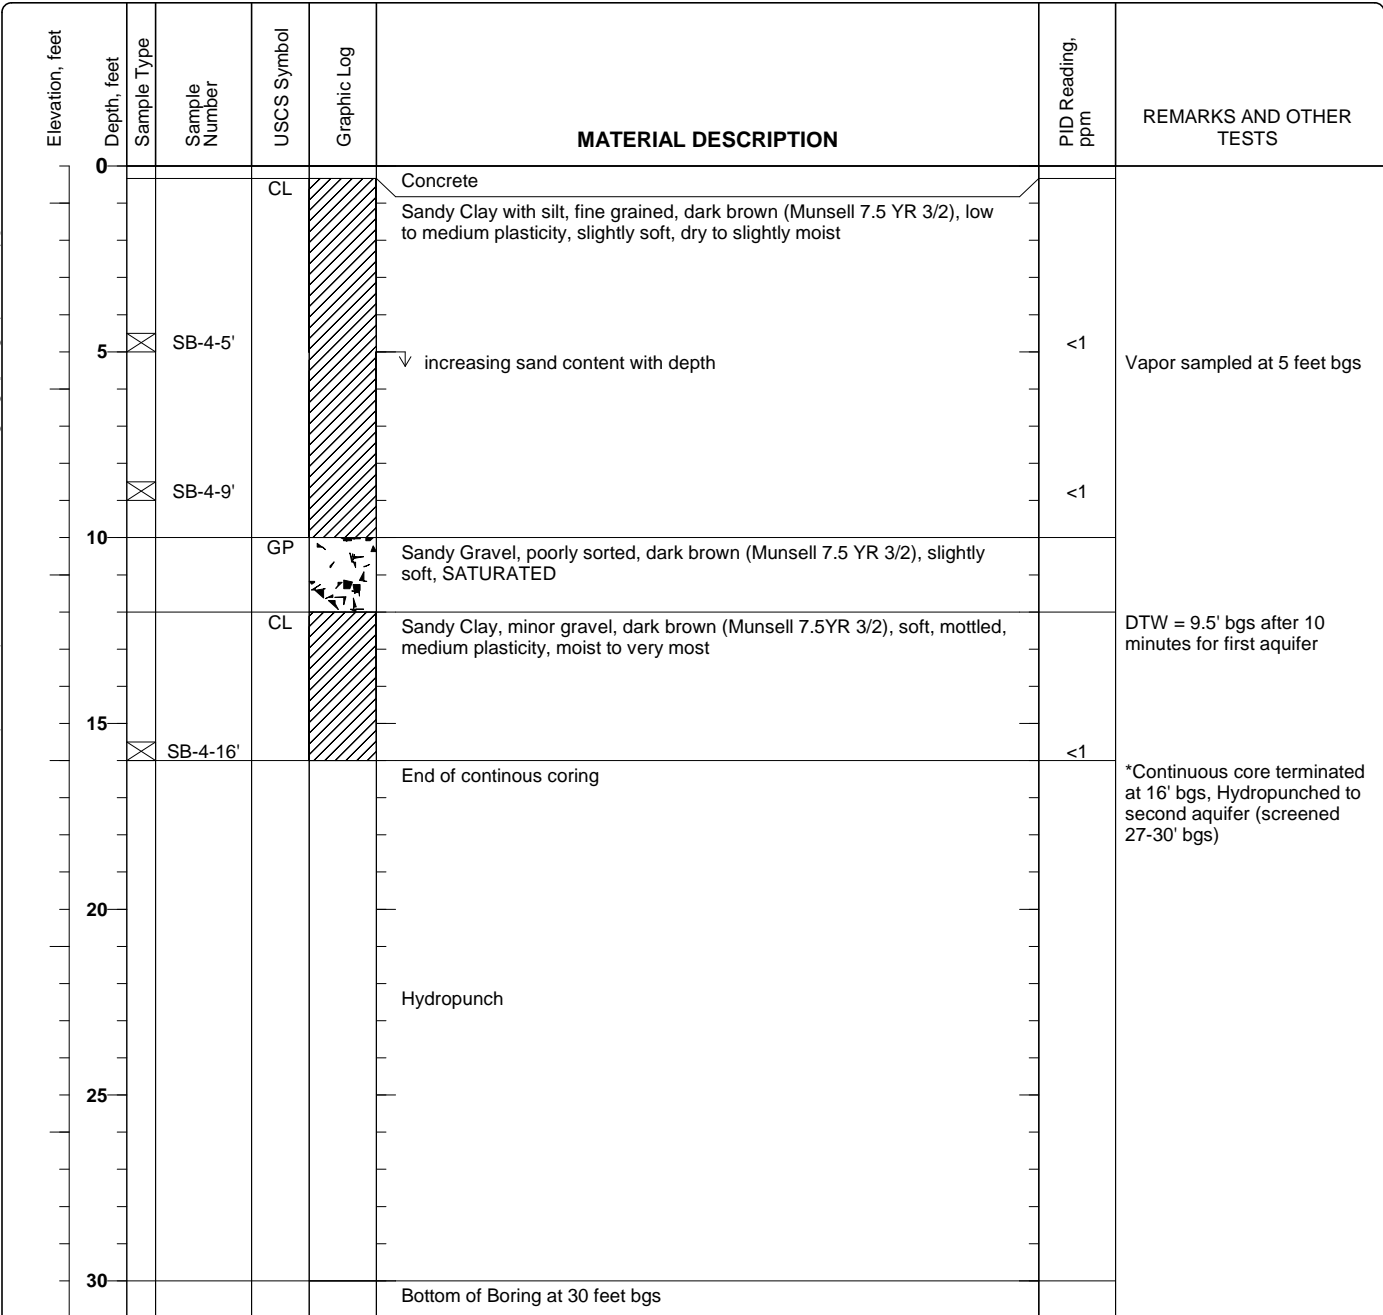 Elevation, feet
Depth, feet
Sample Type
Sample
Number
USCS Symbol
Graphic Log
MATERIAL DESCRIPTION
PID Reading,
ppm
REMARKS AND OTHER
TESTS
0
CL
Concrete
Sandy Clay with silt, fine grained, dark brown (Munsell 7.5 YR 3/2), low
to medium plasticity, slightly soft, dry to slightly moist
SB-4-5'
<1
5
increasing sand content with depth
Vapor sampled at 5 feet bgs
SB-4-9'
<1
10
GP
Sandy Gravel, poorly sorted, dark brown (Munsell 7.5 YR 3/2), slightly
soft, SATURATED
CL
Sandy Clay, minor gravel, dark brown (Munsell 7.5YR 3/2), soft, mottled,
medium plasticity, moist to very most
DTW = 9.5' bgs after 10
minutes for first aquifer
15
SB-4-16'
<1
End of continous coring
*Continuous core terminated
at 16' bgs, Hydropunched to
second aquifer (screened
27-30' bgs)
20
Hydropunch
25
30
Bottom of Boring at 30 feet bgs